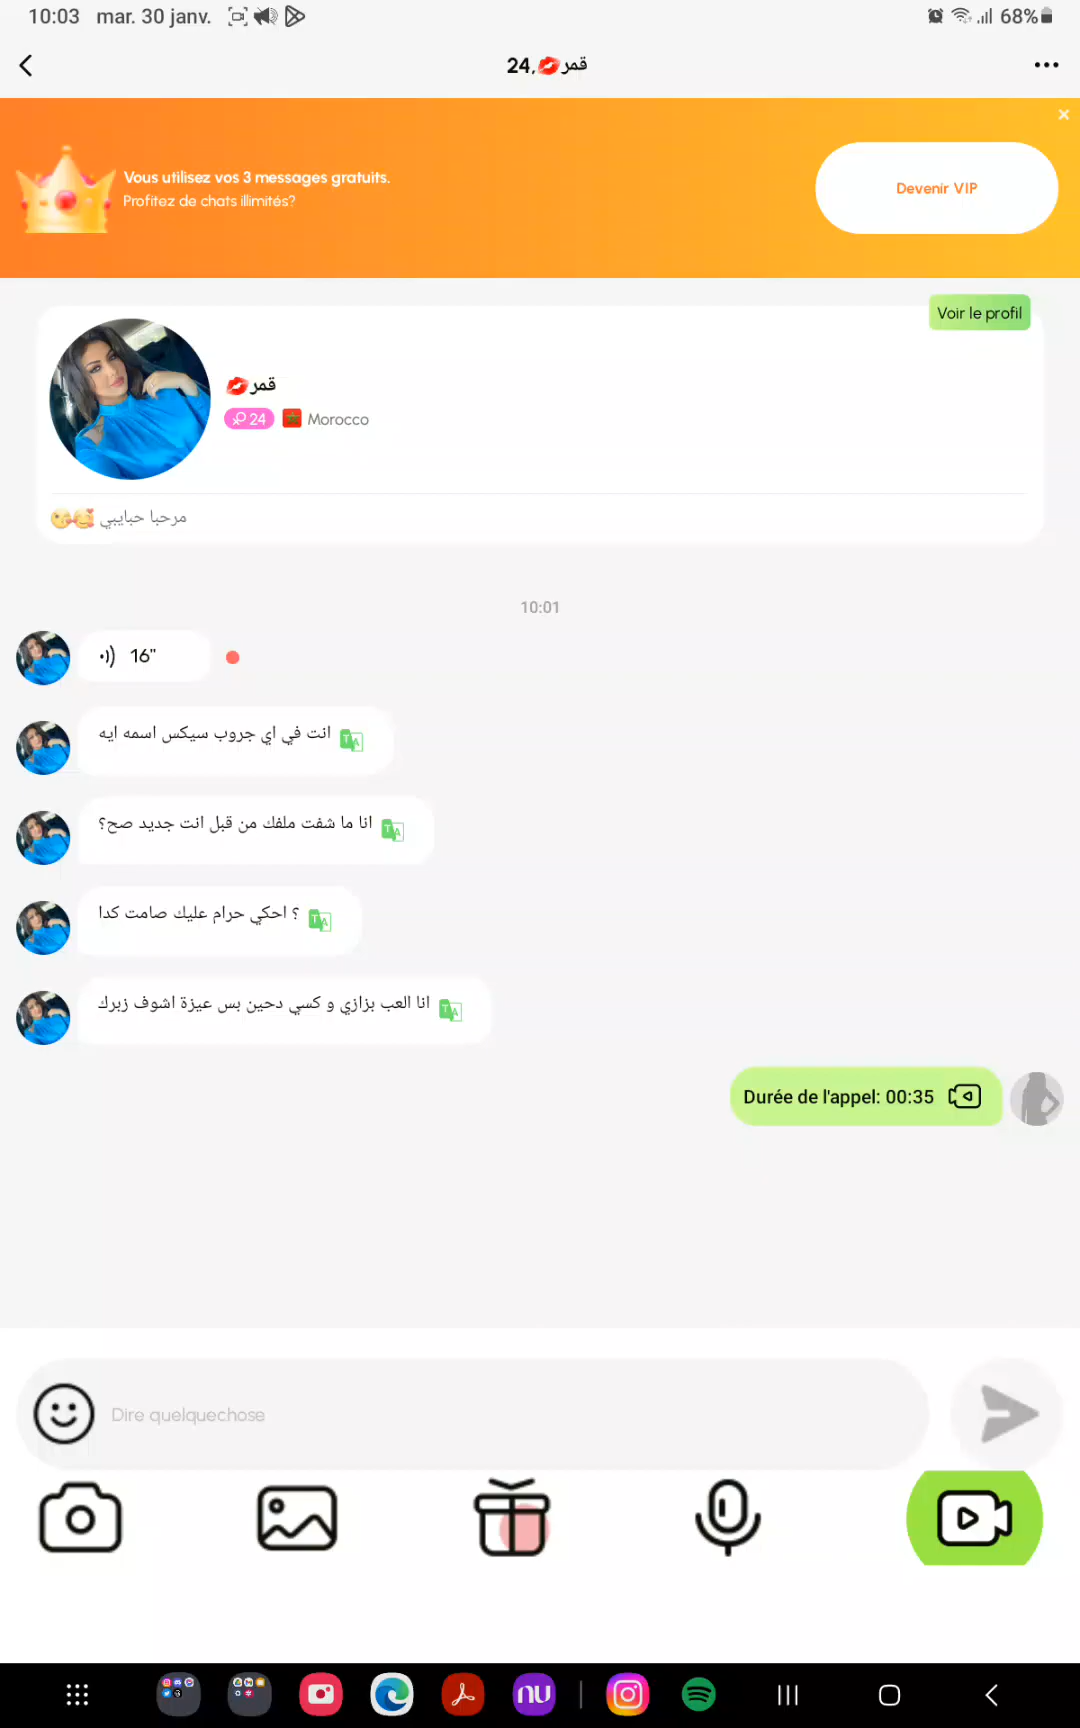 10:03 mar. 30 janv.
68%
قمر💋,24
Vous utilisez vos 3 messages gratuits.
Profitez de chats illimités?
Devenir VIP
Voir le profil
قمر💋
24 Morocco
مرحبا حبايبي 🥰😘
10:01
16"
انت في اي جروب سيكس اسمه ايه
انا ما شفت ملفك من قبل انت جديد صح؟
؟ احكي حرام عليك صامت كدا
انا العب بزازي و كسي دحين بس عيزة اشوف زبرك
Durée de l'appel: 00:35
Dire quelquechose
nu